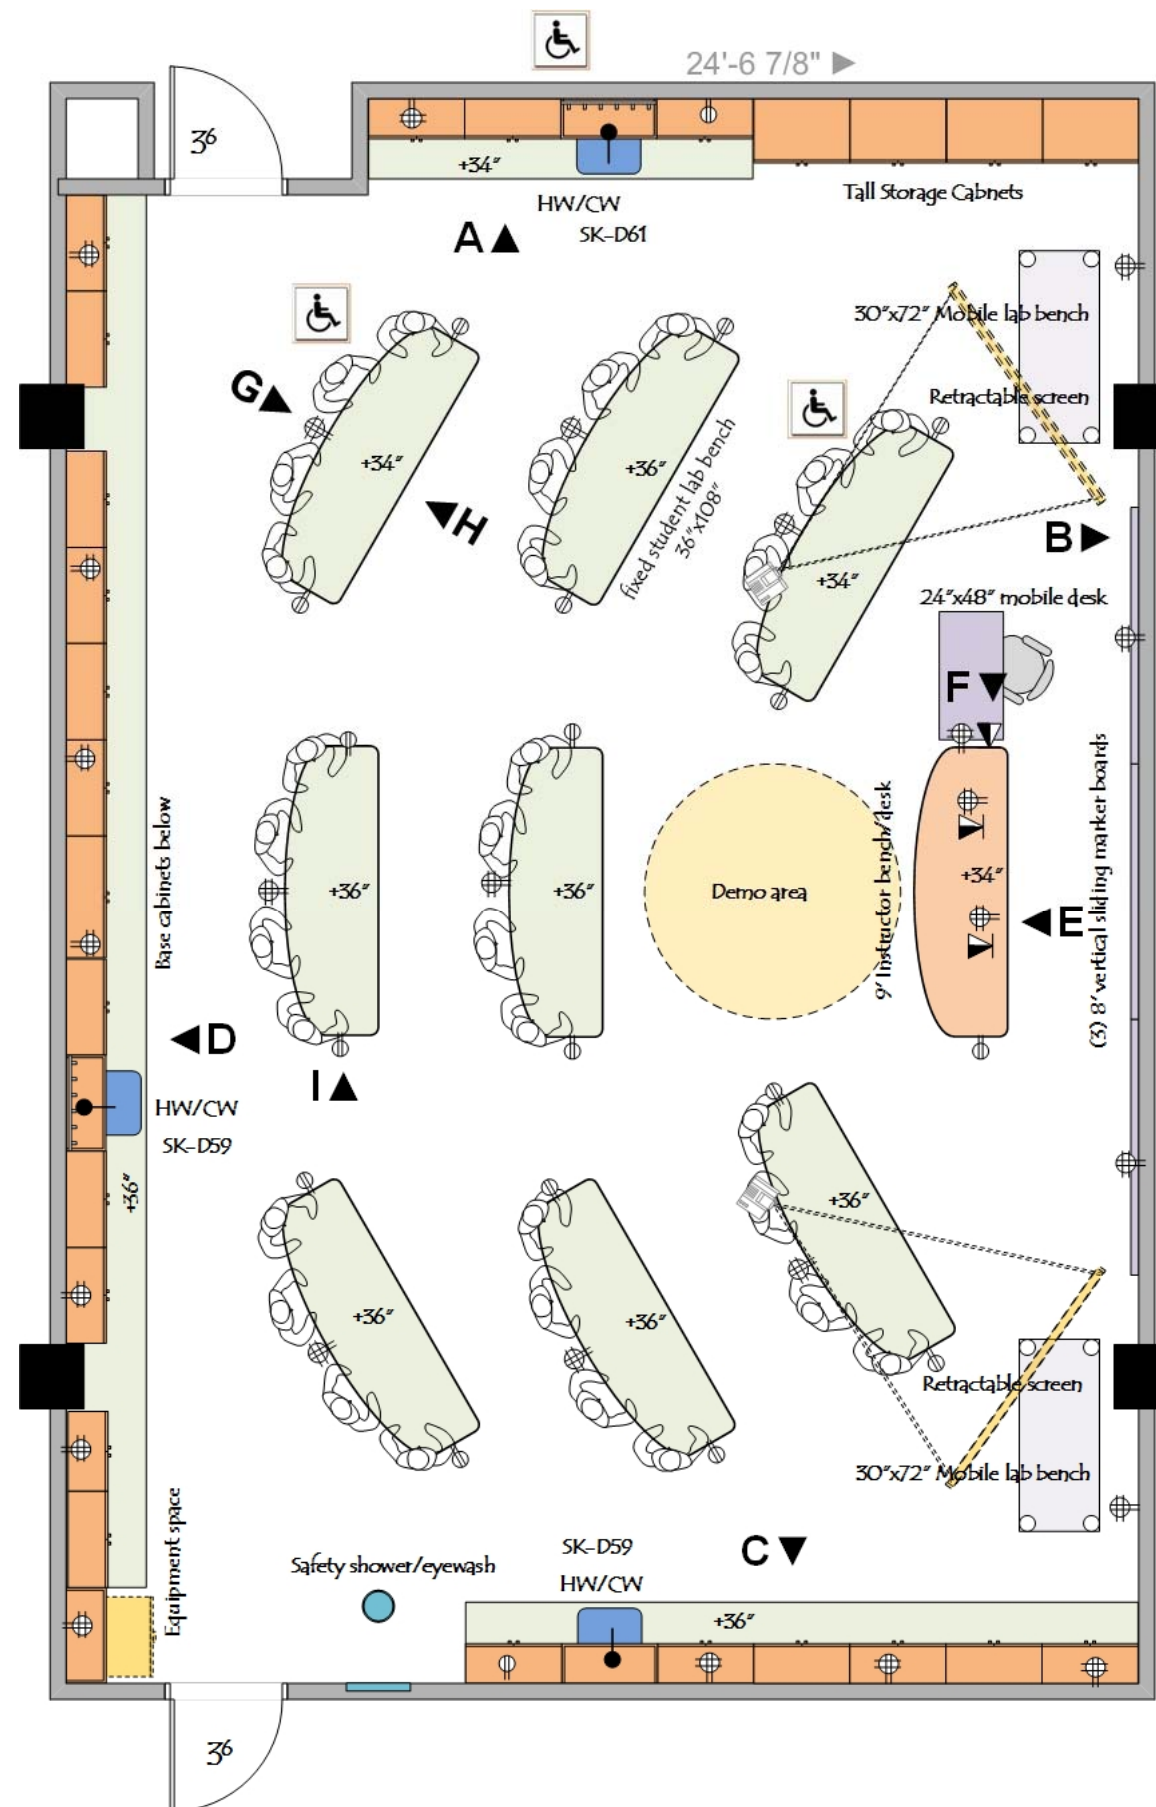 24'-6 7/8" ►
3⁶
+34"
HW/CW
SK-D61
Tall Storage Cabnets
A▲
30"x72" Mobile lab bench
Retractable screen
G►
+34"
◄H
+36"
fixed student lab bench
36"x108"
+34"
B►
24"x48" mobile desk
F▼
Base cabinets below
+36"
+36"
Demo area
9' Instructor bench/desk
+34"
◄E
(3) 8' vertical sliding marker boards
◄D
I▲
HW/CW
SK-D59
+36"
+36"
+36"
+36"
Retractable screen
30"x72" Mobile lab bench
Equipment space
Safety shower/eyewash
SK-D59
HW/CW
C▼
+36"
3⁶